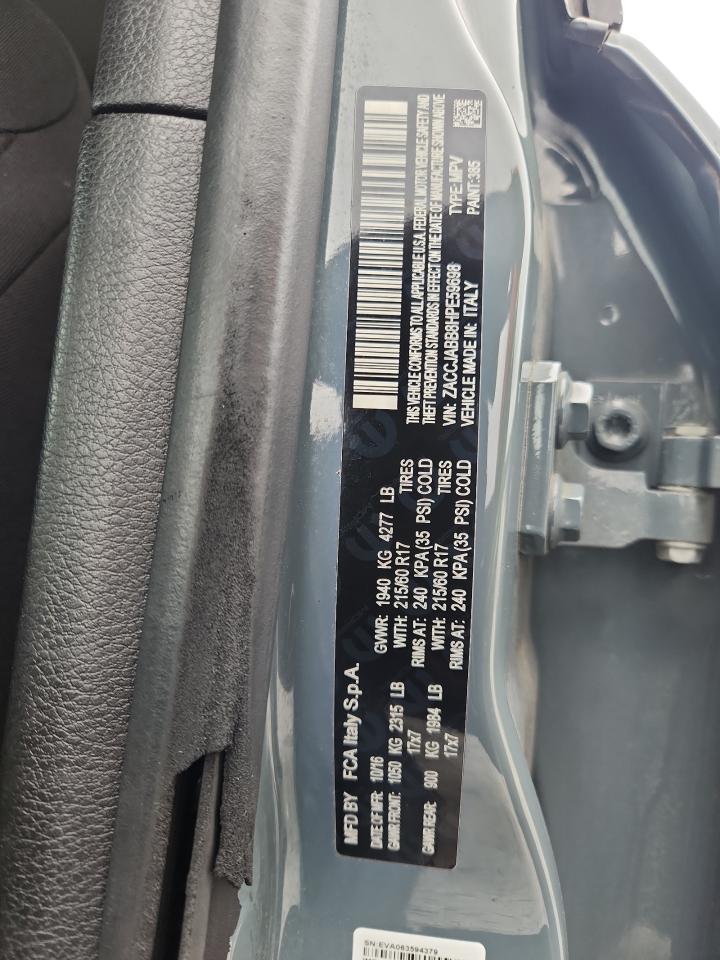 MFD BY FCA Italy S.p.A.
DATE OF MFR: 10/16 GVWR: 1940 KG 4277 LB
GAWR FRONT: 1050 KG 2315 LB WITH: 215/60 R17 TIRES
17x7 RIMS AT: 240 KPA(35 PSI) COLD
GAWR REAR: 900 KG 1984 LB WITH: 215/60 R17 TIRES
17x7 RIMS AT: 240 KPA(35 PSI) COLD
THIS VEHICLE CONFORMS TO ALL APPLICABLE U.S.A. FEDERAL MOTOR VEHICLE SAFETY AND
THEFT PREVENTION STANDARDS IN EFFECT ON THE DATE OF MANUFACTURE SHOWN ABOVE
VIN: ZACCJABB8HPE59698 TYPE: MPV
VEHICLE MADE IN: ITALY PAINT: 385
SN:EVA063594379